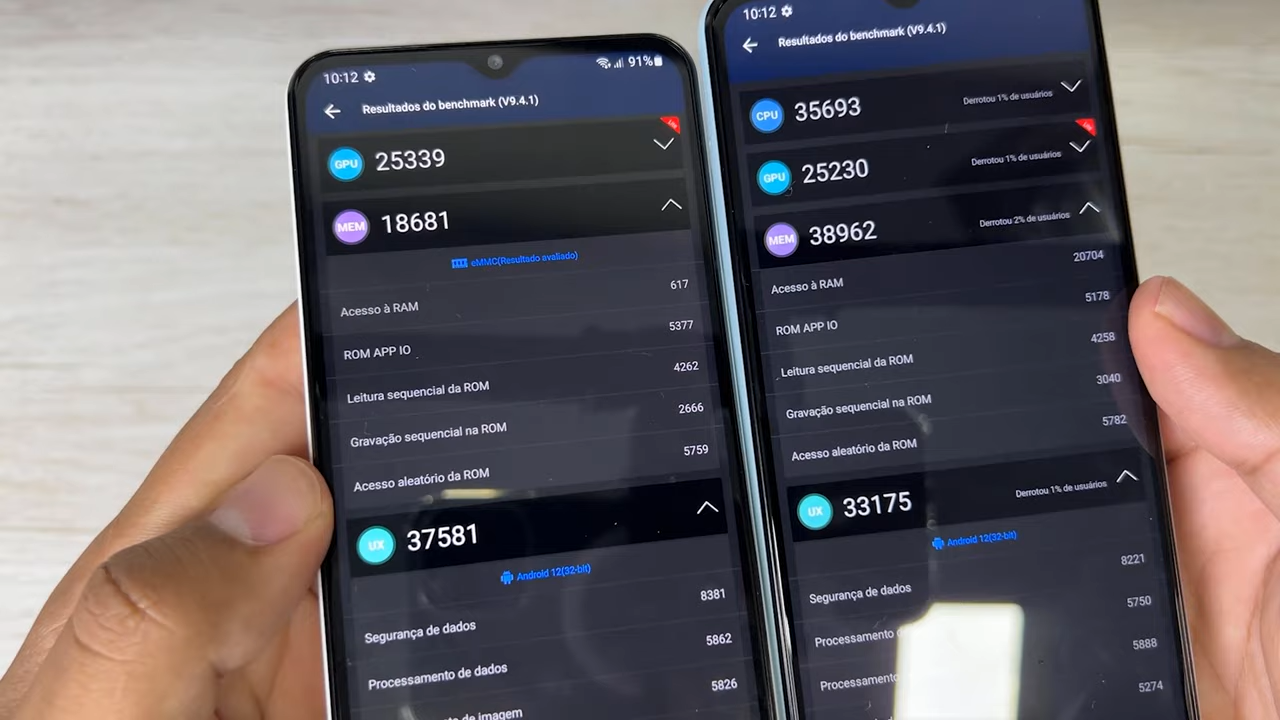 10:12
91%
Resultados do benchmark (V9.4.1)
GPU 25339
Lite
MEM 18681
eMMC(Resultado avaliado)
Acesso à RAM 617
ROM APP IO 5377
Leitura sequencial da ROM 4262
Gravação sequencial na ROM 2666
Acesso aleatório da ROM 5759
UX 37581
Android 12(32-bit)
Segurança de dados 8381
Processamento de dados 5862
de imagem 5826
10:12
Resultados do benchmark (V9.4.1)
CPU 35693 Derrotou 1% de usuários
GPU 25230 Derrotou 1% de usuários
MEM 38962 Derrotou 2% de usuários
Acesso à RAM 20704
ROM APP IO 5178
Leitura sequencial da ROM 4258
Gravação sequencial na ROM 3040
Acesso aleatório da ROM 5782
UX 33175 Derrotou 1% de usuários
Android 12(32-bit)
Segurança de dados 8221
Processamento 5750
Processamento 5888
5274